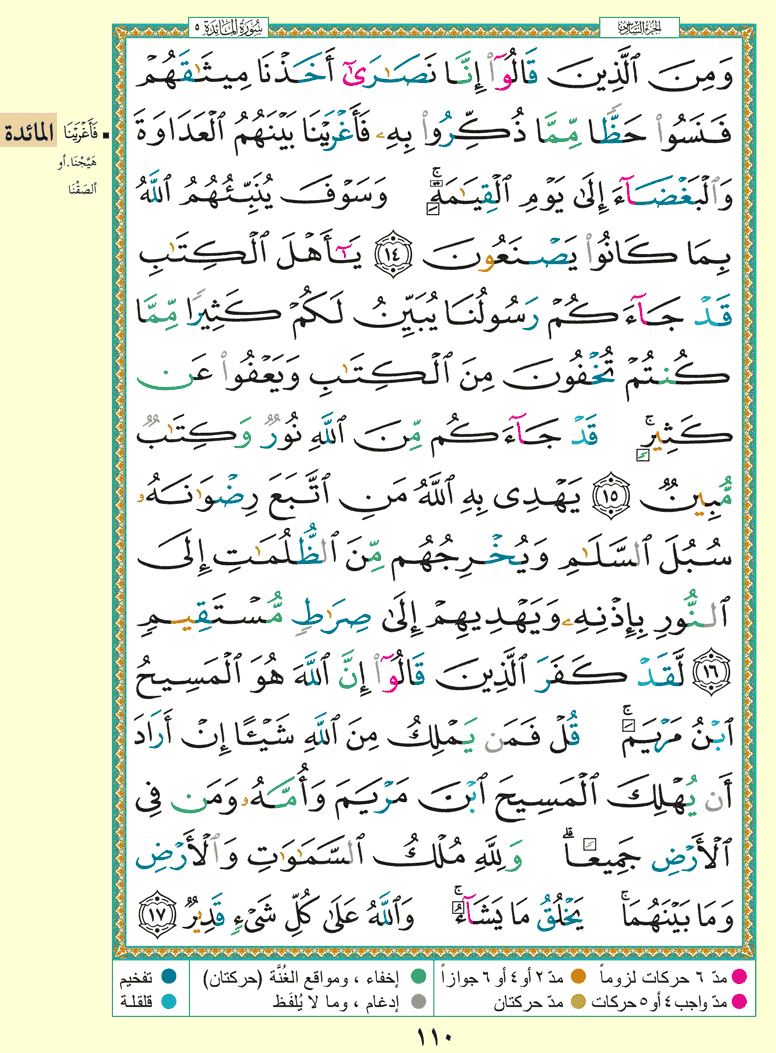 الجزء السادس
سورة المائدة ٥
وَمِنَ ٱلَّذِينَ قَالُوٓا۟ إِنَّا نَصَـٰرَىٰٓ أَخَذْنَا مِيثَـٰقَهُمْ
فَنَسُوا۟ حَظًّا مِّمَّا ذُكِّرُوا۟ بِهِۦ فَأَغْرَيْنَا بَيْنَهُمُ ٱلْعَدَاوَةَ
وَٱلْبَغْضَآءَ إِلَىٰ يَوْمِ ٱلْقِيَـٰمَةِ ۚ وَسَوْفَ يُنَبِّئُهُمُ ٱللَّهُ
بِمَا كَانُوا۟ يَصْنَعُونَ ١٤ يَـٰٓأَهْلَ ٱلْكِتَـٰبِ
قَدْ جَآءَكُمْ رَسُولُنَا يُبَيِّنُ لَكُمْ كَثِيرًا مِّمَّا
كُنتُمْ تُخْفُونَ مِنَ ٱلْكِتَـٰبِ وَيَعْفُوا۟ عَن
كَثِيرٍ ۚ قَدْ جَآءَكُم مِّنَ ٱللَّهِ نُورٌ وَكِتَـٰبٌ
مُّبِينٌ ١٥ يَهْدِى بِهِ ٱللَّهُ مَنِ ٱتَّبَعَ رِضْوَٰنَهُۥ
سُبُلَ ٱلسَّلَـٰمِ وَيُخْرِجُهُم مِّنَ ٱلظُّلُمَـٰتِ إِلَى
ٱلنُّورِ بِإِذْنِهِۦ وَيَهْدِيهِمْ إِلَىٰ صِرَٰطٍ مُّسْتَقِيمٍ
١٦ لَّقَدْ كَفَرَ ٱلَّذِينَ قَالُوٓا۟ إِنَّ ٱللَّهَ هُوَ ٱلْمَسِيحُ
ٱبْنُ مَرْيَمَ ۚ قُلْ فَمَن يَمْلِكُ مِنَ ٱللَّهِ شَيْـًٔا إِنْ أَرَادَ
أَن يُهْلِكَ ٱلْمَسِيحَ ٱبْنَ مَرْيَمَ وَأُمَّهُۥ وَمَن فِى
ٱلْأَرْضِ جَمِيعًا ۗ وَلِلَّهِ مُلْكُ ٱلسَّمَـٰوَٰتِ وَٱلْأَرْضِ
وَمَا بَيْنَهُمَا ۚ يَخْلُقُ مَا يَشَآءُ ۚ وَٱللَّهُ عَلَىٰ كُلِّ شَىْءٍ قَدِيرٌ ١٧
المائدة
▪ فَأَغْرَيْنَا
هَيَّجْنَا. أو
ألصَقْنَا
مدّ ٦ حركات لزوماً
مدّ ٢ أو ٤ أو ٦ جوازاً
إخفاء ، ومواقع الغُنَّة (حركتان)
تفخيم
مدّ واجب ٤ أو ٥ حركات
مدّ حركتان
إدغام ، وما لا يُلفَظ
قلقلة
١١٠